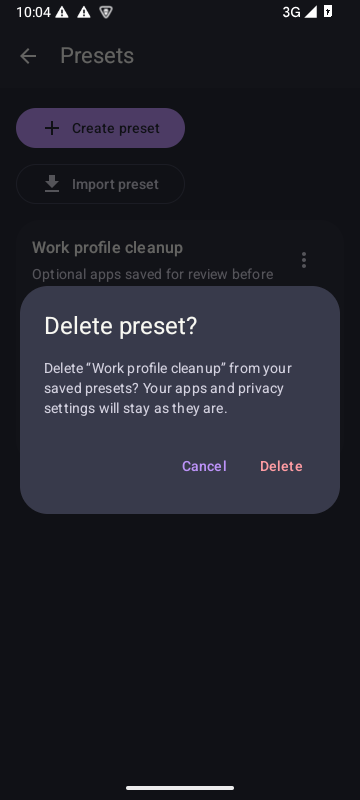 10:04
3G
Presets
Create preset
Import preset
Work profile cleanup
Optional apps saved for review before
Delete preset?
Delete “Work profile cleanup” from your
saved presets? Your apps and privacy
settings will stay as they are.
Cancel
Delete